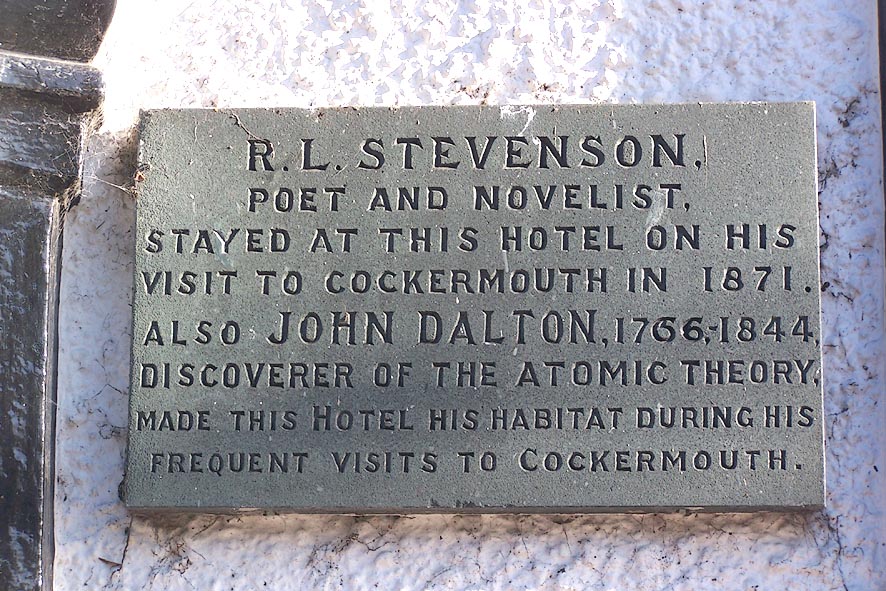 R. L. STEVENSON,
POET AND NOVELIST,
STAYED AT THIS HOTEL ON HIS
VISIT TO COCKERMOUTH IN 1871.
ALSO JOHN DALTON, 1766,-1844,
DISCOVERER OF THE ATOMIC THEORY,
MADE THIS HOTEL HIS HABITAT DURING HIS
FREQUENT VISITS TO COCKERMOUTH.